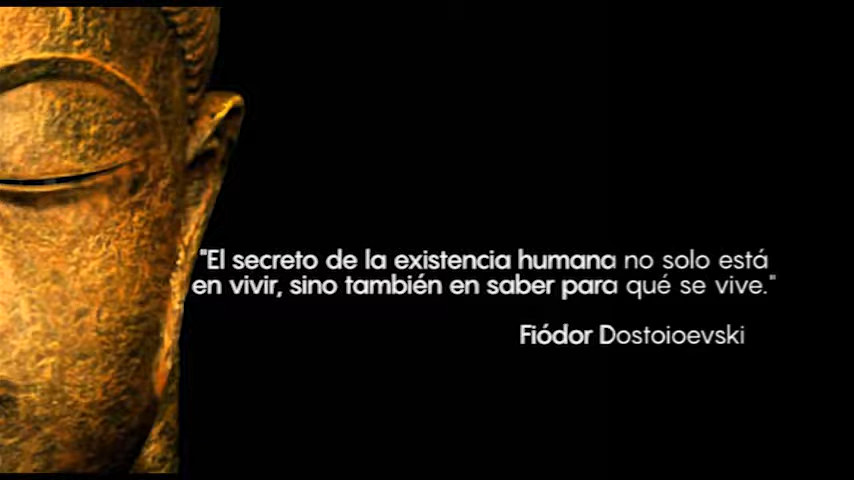 "El secreto de la existencia humana no solo está
en vivir, sino también en saber para qué se vive."
Fiódor Dostoioevski